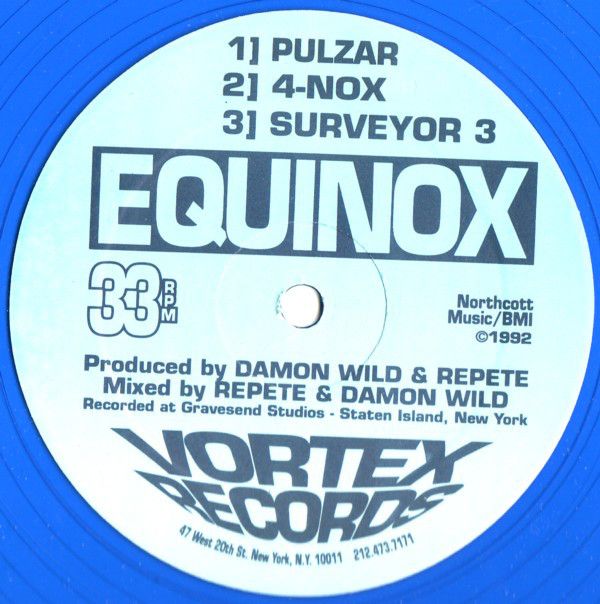 1] PULZAR
2] 4-NOX
3] SURVEYOR 3
EQUINOX
33 RPM
Northcott
Music/BMI
©1992
Produced by DAMON WILD & REPETE
Mixed by REPETE & DAMON WILD
Recorded at Gravesend Studios - Staten Island, New York
VORTEX
RECORDS
47 West 20th St. New York, N.Y. 10011 212.473.7171